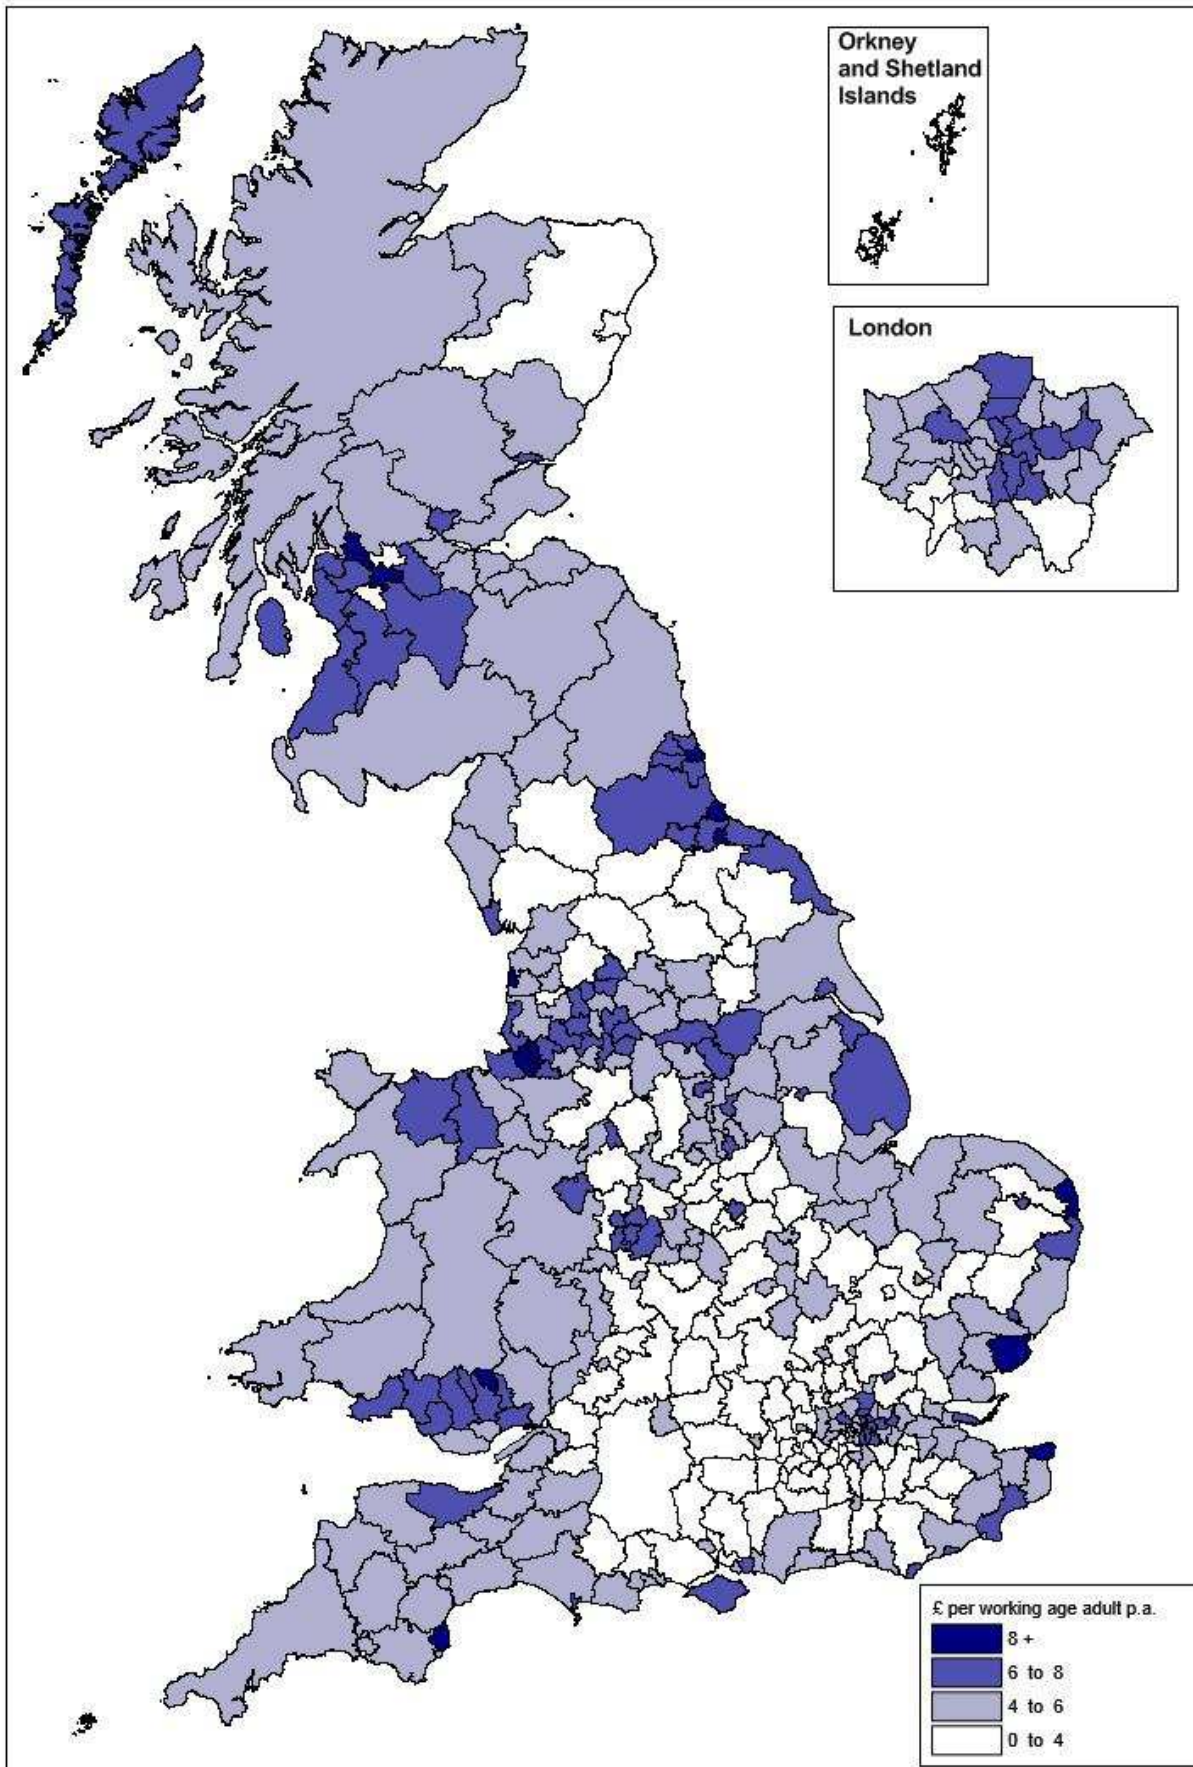 Orkney
and Shetland
Islands
London
£ per working age adult p.a.
8 +
6 to 8
4 to 6
0 to 4